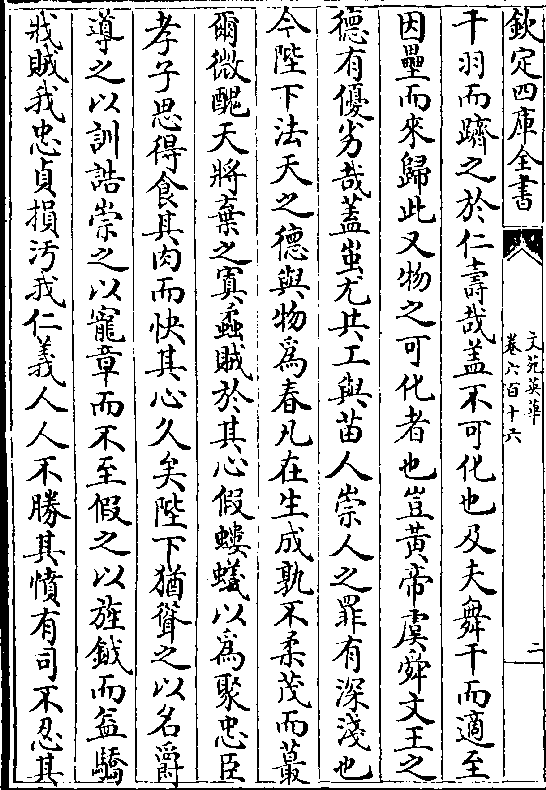 欽定四庫全書
文苑英華
卷六百十六
二
干羽而躋之於仁壽哉蓋不可化也及夫舞干而適至
因壘而來歸此又物之可化者也豈黃帝虞舜文王之
德有優劣哉蓋蚩尤共工與苗人崇人之罪有深淺也
今陛下法天之德與物為春凡在生成孰不柔茂而蕞
爾微醜天將棄之寘蟊賊於其心假螻蟻以為聚忠臣
孝子思得食其肉而快其心久矣陛下猶聳之以名爵
導之以訓誥崇之以寵章而不至假之以旌鉞而益驕
戕賊我忠貞損汚我仁義人人不勝其憤有司不忍其